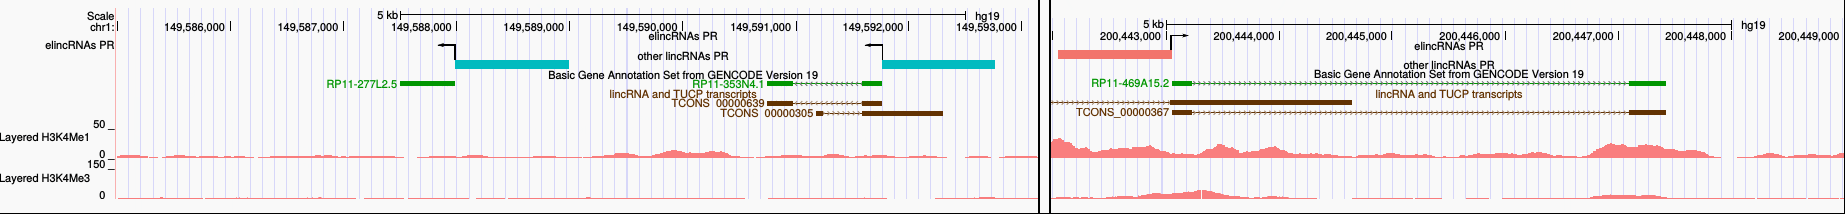 Scale 5 kb hg19
chr1: 149,586,000 149,587,000 149,588,000 149,589,000 149,590,000 149,591,000 149,592,000 149,593,000
elincRNAs PR
elincRNAs PR
other lincRNAs PR
Basic Gene Annotation Set from GENCODE Version 19
RP11-277L2.5 RP11-353N4.1
lincRNA and TUCP transcripts
TCONS_00000639
TCONS_00000305
50
Layered H3K4Me1
0
150
Layered H3K4Me3
0
5 kb hg19
200,443,000 200,444,000 200,445,000 200,446,000 200,447,000 200,448,000 200,449,000
elincRNAs PR
other lincRNAs PR
Basic Gene Annotation Set from GENCODE Version 19
RP11-469A15.2
lincRNA and TUCP transcripts
TCONS_00000367